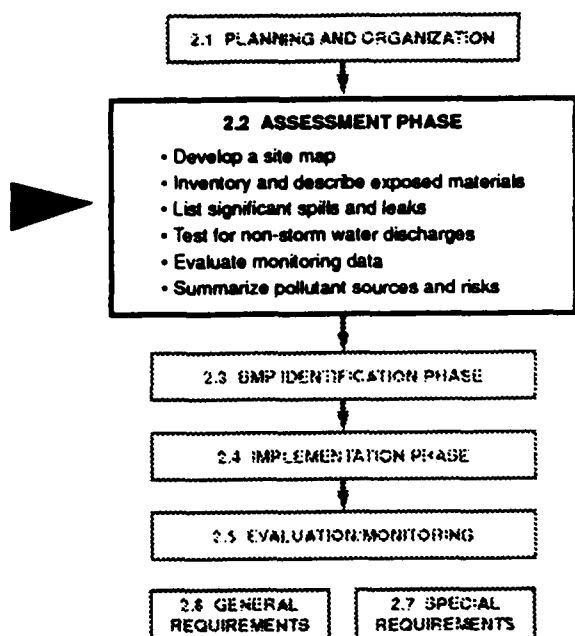 2.1 PLANNING AND ORGANIZATION
2.2 ASSESSMENT PHASE
• Develop a site map
• Inventory and describe exposed materials
• List significant spills and leaks
• Test for non-storm water discharges
• Evaluate monitoring data
• Summarize pollutant sources and risks
2.3 BMP IDENTIFICATION PHASE
2.4 IMPLEMENTATION PHASE
2.5 EVALUATION/MONITORING
2.6 GENERAL
REQUIREMENTS
2.7 SPECIAL
REQUIREMENTS